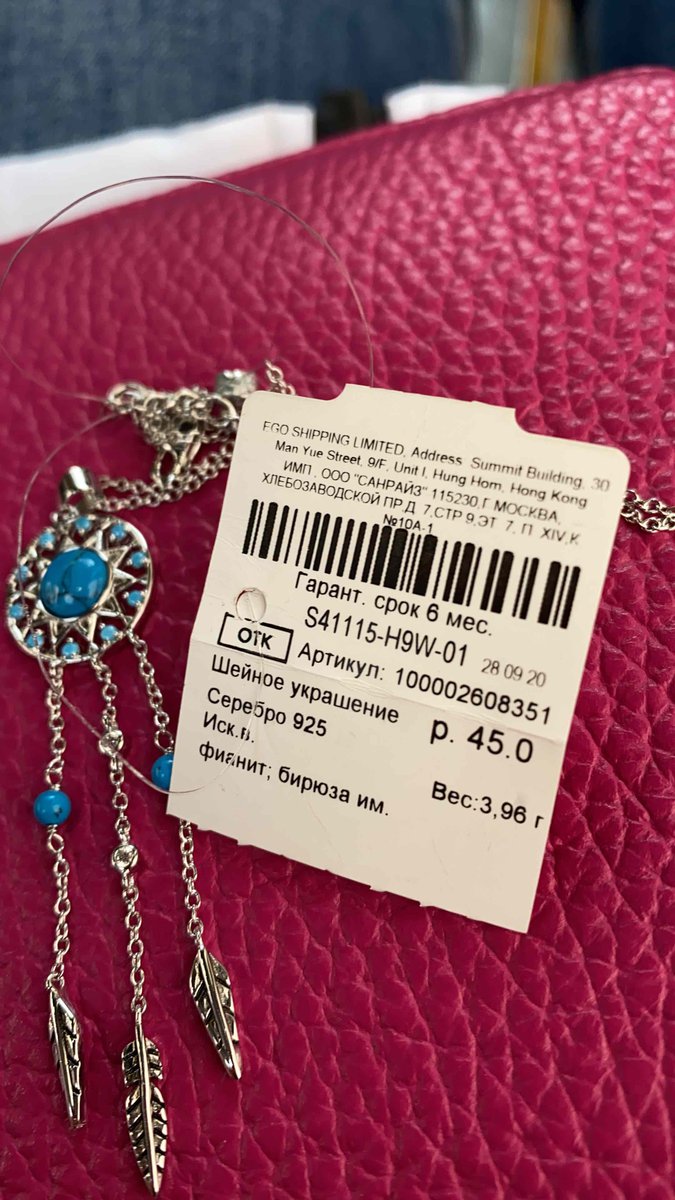 EGO SHIPPING LIMITED, Address Summit Building, 30
Man Yue Street, 9/F, Unit I, Hung Hom, Hong Kong
ИМП , ООО "САНРАЙЗ" 115230,Г МОСКВА,
ХЛЕБОЗАВОДСКОЙ ПР.Д 7,СТР 9,ЭТ 7, П XIV,К
№10А-1
Гарант. срок 6 мес.
S41115-H9W-01 28 09 20
ОТК Артикул: 100002608351
Шейное украшение р. 45.0
Серебро 925
Иск.в. Вес:3,96 г
фианит; бирюза им.